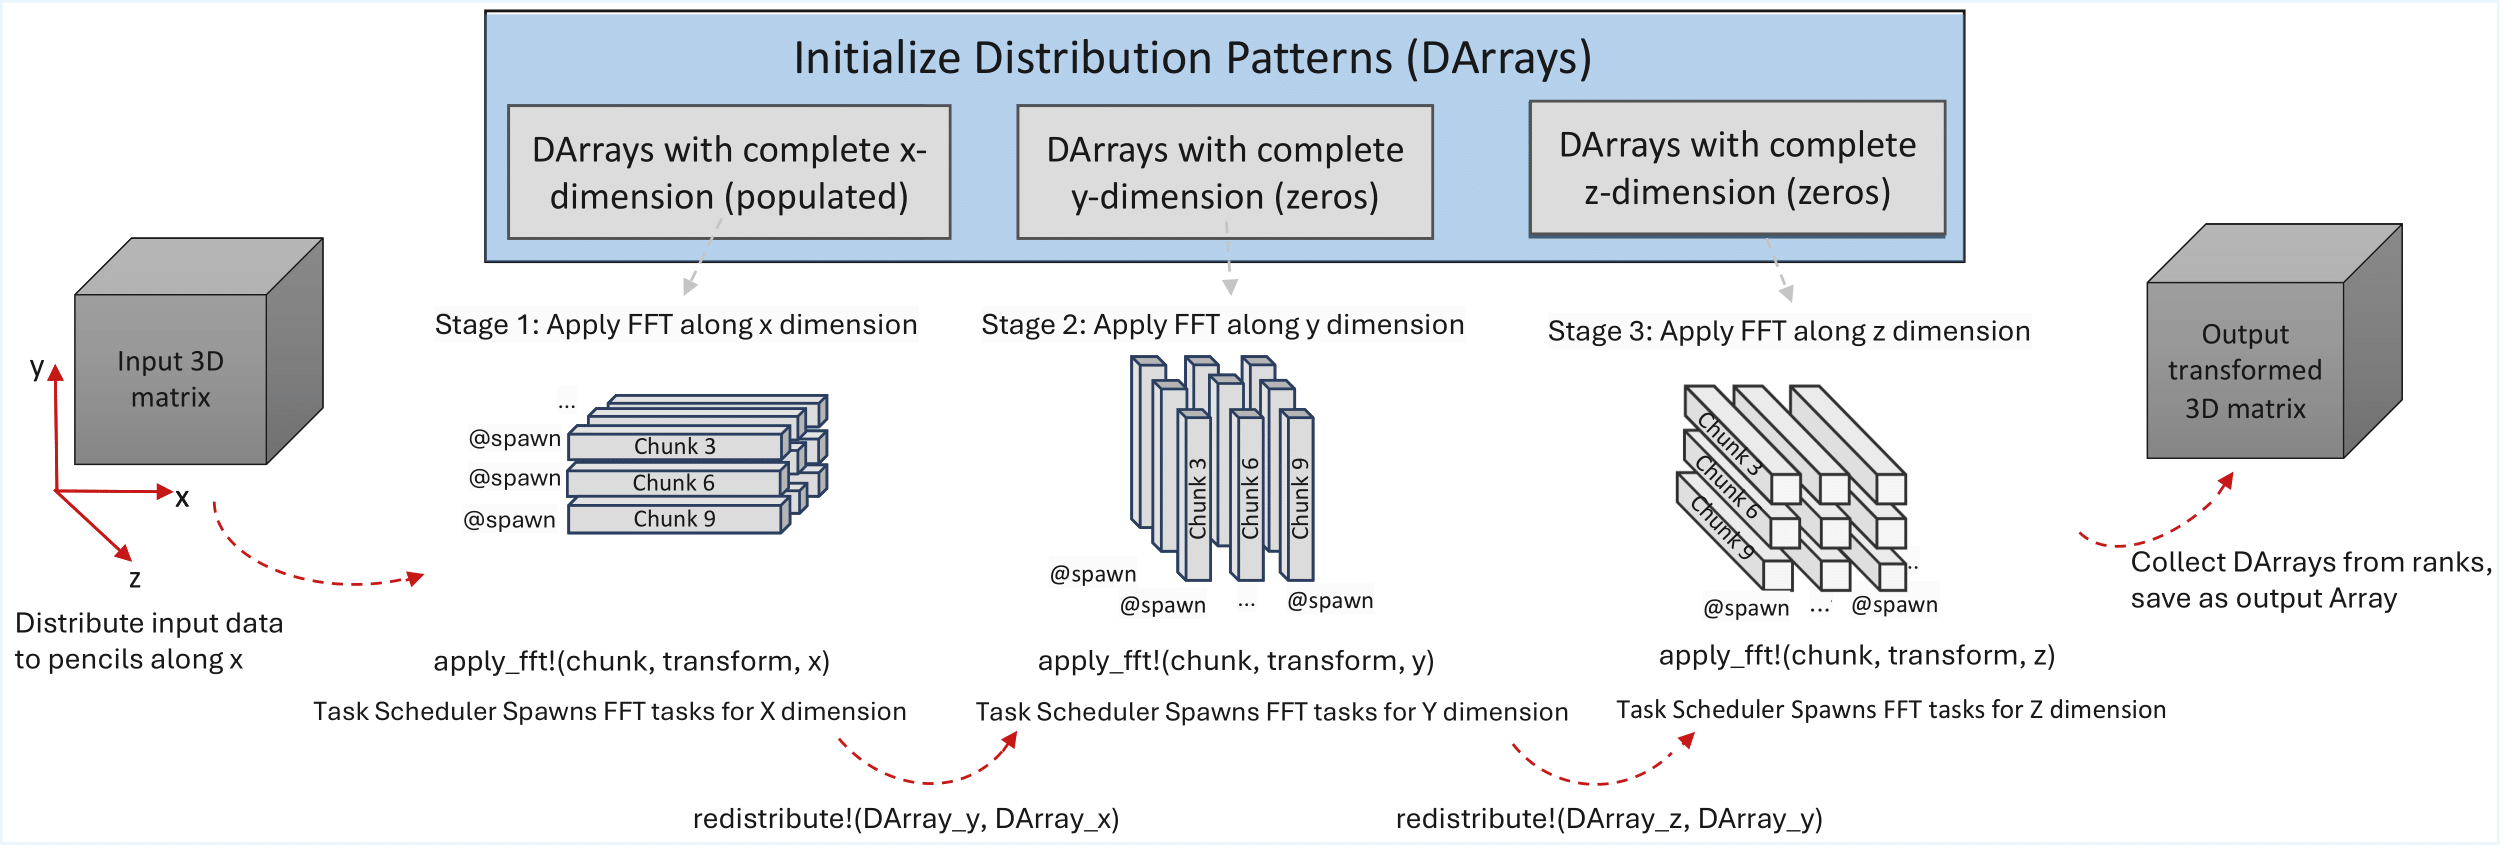 Initialize Distribution Patterns (DArrays)
DArrays with complete x-
dimension (populated)
DArrays with complete
y-dimension (zeros)
DArrays with complete
z-dimension (zeros)
Input 3D
matrix
y
x
z
Distribute input data
to pencils along x
Stage 1: Apply FFT along x dimension
...
@spawn
Chunk 3
@spawn
Chunk 6
@spawn
Chunk 9
apply_fft!(chunk, transform, x)
Task Scheduler Spawns FFT tasks for X dimension
redistribute!(DArray_y, DArray_x)
Stage 2: Apply FFT along y dimension
Chunk 3
Chunk 6
Chunk 9
@spawn
@spawn
...
@spawn
apply_fft!(chunk, transform, y)
Task Scheduler Spawns FFT tasks for Y dimension
redistribute!(DArray_z, DArray_y)
Stage 3: Apply FFT along z dimension
Chunk 3
Chunk 6
Chunk 9
..
@spawn
...
@spawn
apply_fft!(chunk, transform, z)
Task Scheduler Spawns FFT tasks for Z dimension
Output
transformed
3D matrix
Collect DArrays from ranks,
save as output Array